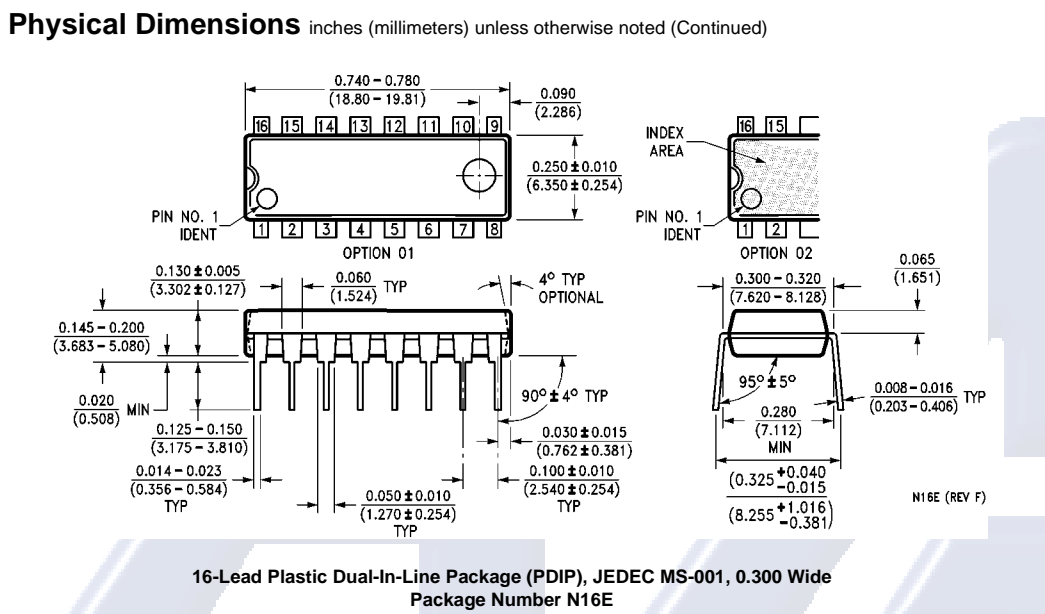 Physical Dimensions inches (millimeters) unless otherwise noted (Continued)
0.740 – 0.780
(18.80 – 19.81)
0.090
(2.286)
16 15 14 13 12 11 10 9
0.250 ± 0.010
(6.350 ± 0.254)
PIN NO. 1
IDENT
1 2 3 4 5 6 7 8
OPTION 01
INDEX
AREA
16 15
PIN NO. 1
IDENT
1 2
OPTION 02
0.130 ± 0.005
(3.302 ± 0.127)
0.060
(1.524)
TYP
4° TYP
OPTIONAL
0.300 – 0.320
(7.620 – 8.128)
0.065
(1.651)
0.145 – 0.200
(3.683 – 5.080)
0.020
(0.508)
MIN
0.125 – 0.150
(3.175 – 3.810)
90° ± 4° TYP
0.030 ± 0.015
(0.762 ± 0.381)
0.014 – 0.023
(0.356 – 0.584)
TYP
0.050 ± 0.010
(1.270 ± 0.254)
TYP
0.100 ± 0.010
(2.540 ± 0.254)
TYP
95° ± 5°
0.008 – 0.016
(0.203 – 0.406)
TYP
0.280
(7.112)
MIN
(0.325 +0.040
–0.015
(8.255 +1.016
–0.381)
N16E (REV F)
16-Lead Plastic Dual-In-Line Package (PDIP), JEDEC MS-001, 0.300 Wide
Package Number N16E